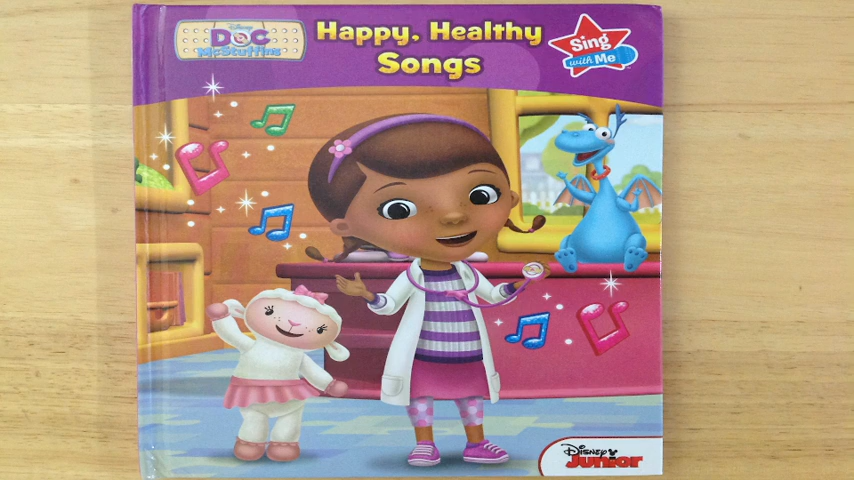 Disney
DOC
McStuffins
Happy, Healthy
Songs
Sing
with Me
Disney
Junior